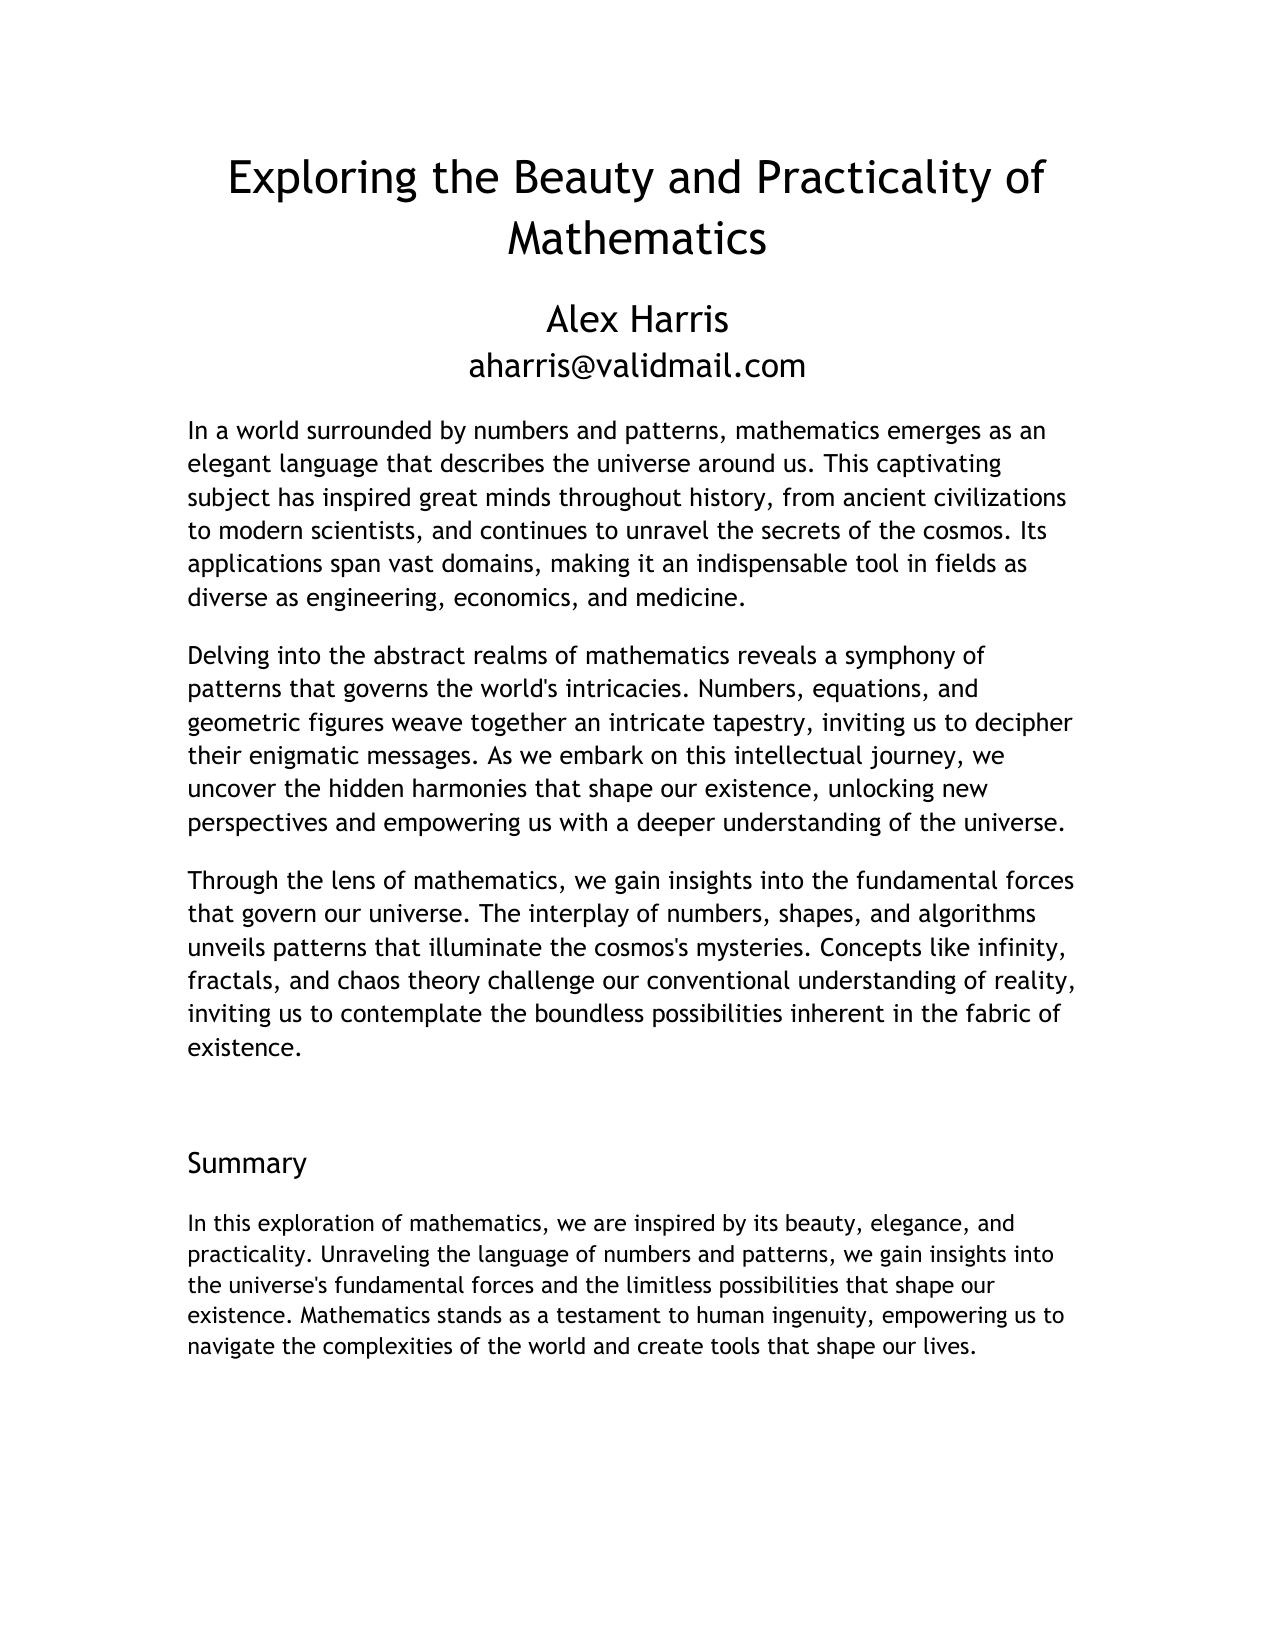 Exploring the Beauty and Practicality of
Mathematics
Alex Harris
aharris@validmail.com
In a world surrounded by numbers and patterns, mathematics emerges as an
elegant language that describes the universe around us. This captivating
subject has inspired great minds throughout history, from ancient civilizations
to modern scientists, and continues to unravel the secrets of the cosmos. Its
applications span vast domains, making it an indispensable tool in fields as
diverse as engineering, economics, and medicine.
Delving into the abstract realms of mathematics reveals a symphony of
patterns that governs the world's intricacies. Numbers, equations, and
geometric figures weave together an intricate tapestry, inviting us to decipher
their enigmatic messages. As we embark on this intellectual journey, we
uncover the hidden harmonies that shape our existence, unlocking new
perspectives and empowering us with a deeper understanding of the universe.
Through the lens of mathematics, we gain insights into the fundamental forces
that govern our universe. The interplay of numbers, shapes, and algorithms
unveils patterns that illuminate the cosmos's mysteries. Concepts like infinity,
fractals, and chaos theory challenge our conventional understanding of reality,
inviting us to contemplate the boundless possibilities inherent in the fabric of
existence.
Summary
In this exploration of mathematics, we are inspired by its beauty, elegance, and
practicality. Unraveling the language of numbers and patterns, we gain insights into
the universe's fundamental forces and the limitless possibilities that shape our
existence. Mathematics stands as a testament to human ingenuity, empowering us to
navigate the complexities of the world and create tools that shape our lives.